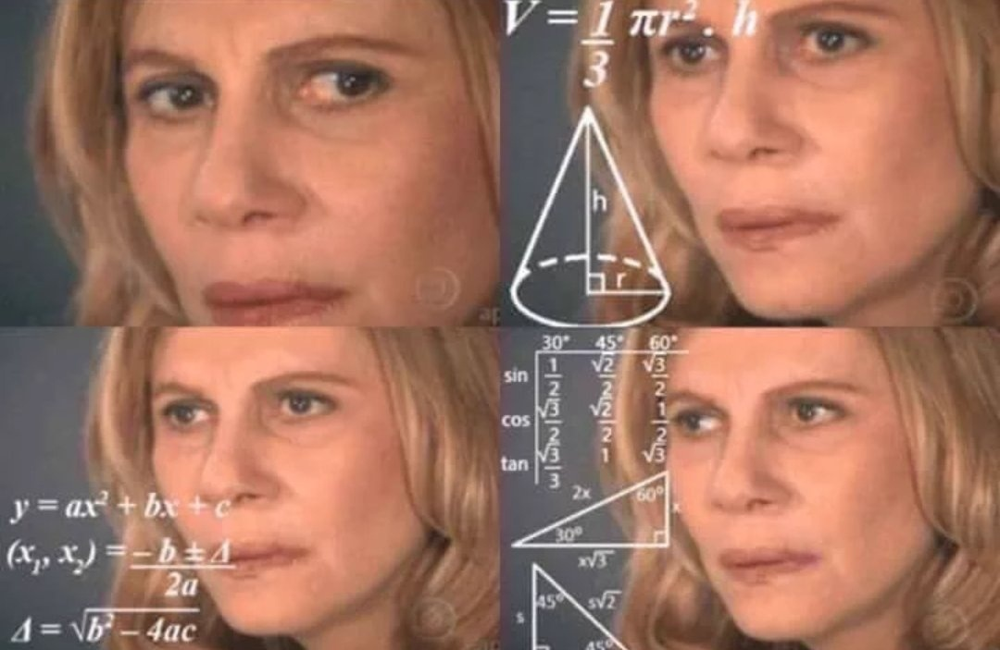 V = 1/3 πr² . h
h
r
y = ax² + bx + c
(x₁, x₂) = -b ± Δ / 2a
Δ = √b² – 4ac
30° 45° 60°
sin 1/2 √2/2 √3/2
cos √3/2 √2/2 1/2
tan √3/3 1 √3
2x 60° x
30°
x√3
45° s√2
s
45°